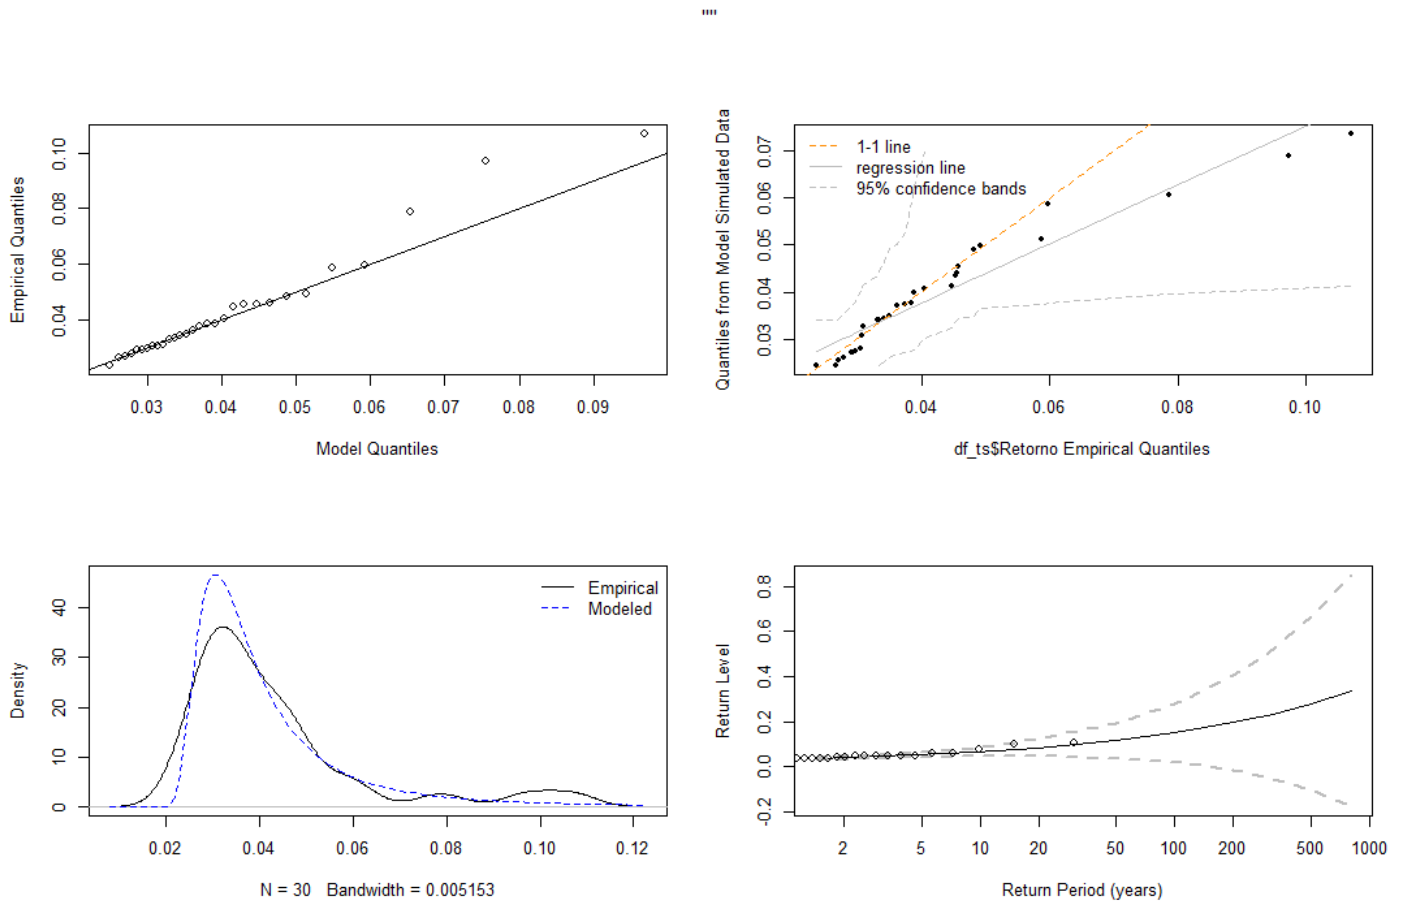 ""
Empirical Quantiles
0.04 0.06 0.08 0.10
0.03 0.04 0.05 0.06 0.07 0.08 0.09
Model Quantiles
Quantiles from Model Simulated Data
0.03 0.04 0.05 0.06 0.07
1-1 line
regression line
95% confidence bands
0.04 0.06 0.08 0.10
df_ts$Retorno Empirical Quantiles
Density
0 10 20 30 40
Empirical
Modeled
0.02 0.04 0.06 0.08 0.10 0.12
N = 30 Bandwidth = 0.005153
Return Level
-0.2 0.0 0.2 0.4 0.6 0.8
2 5 10 20 50 100 200 500 1000
Return Period (years)